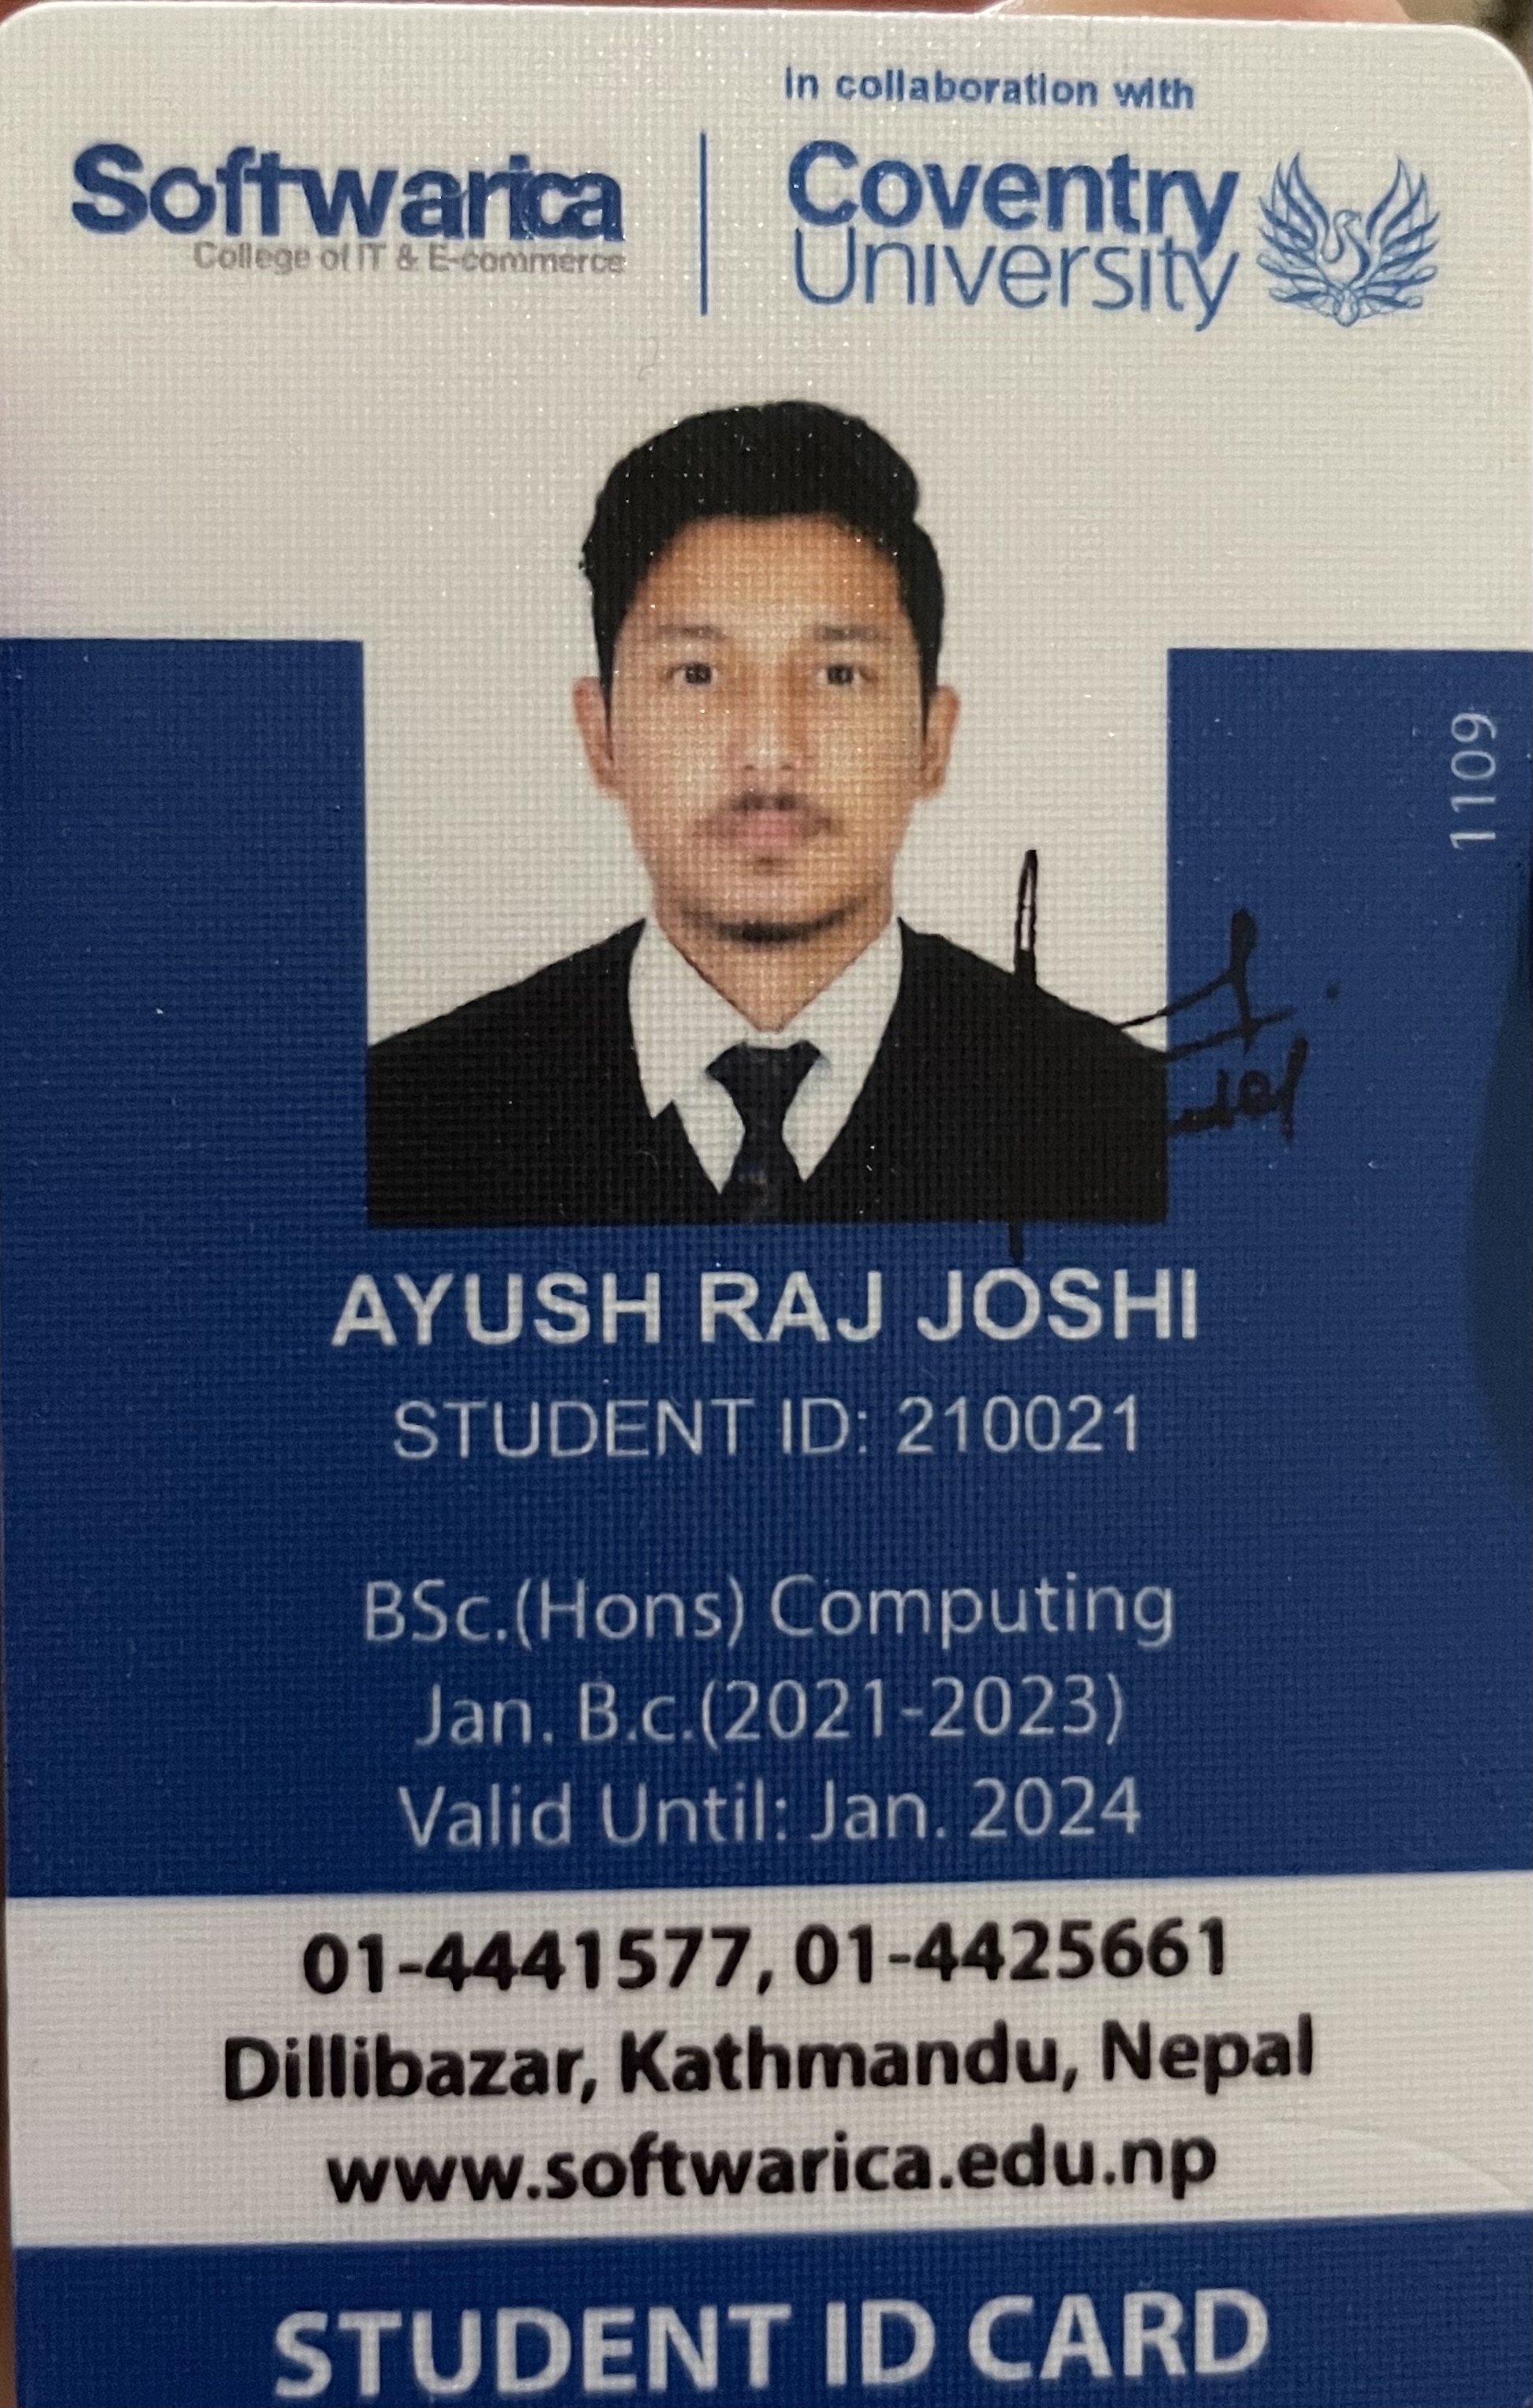 in collaboration with
Softwarica
College of IT & E-commerce
Coventry
University
1109
AYUSH RAJ JOSHI
STUDENT ID: 210021
BSc.(Hons) Computing
Jan. B.c.(2021-2023)
Valid Until: Jan. 2024
01-4441577, 01-4425661
Dillibazar, Kathmandu, Nepal
www.softwarica.edu.np
STUDENT ID CARD